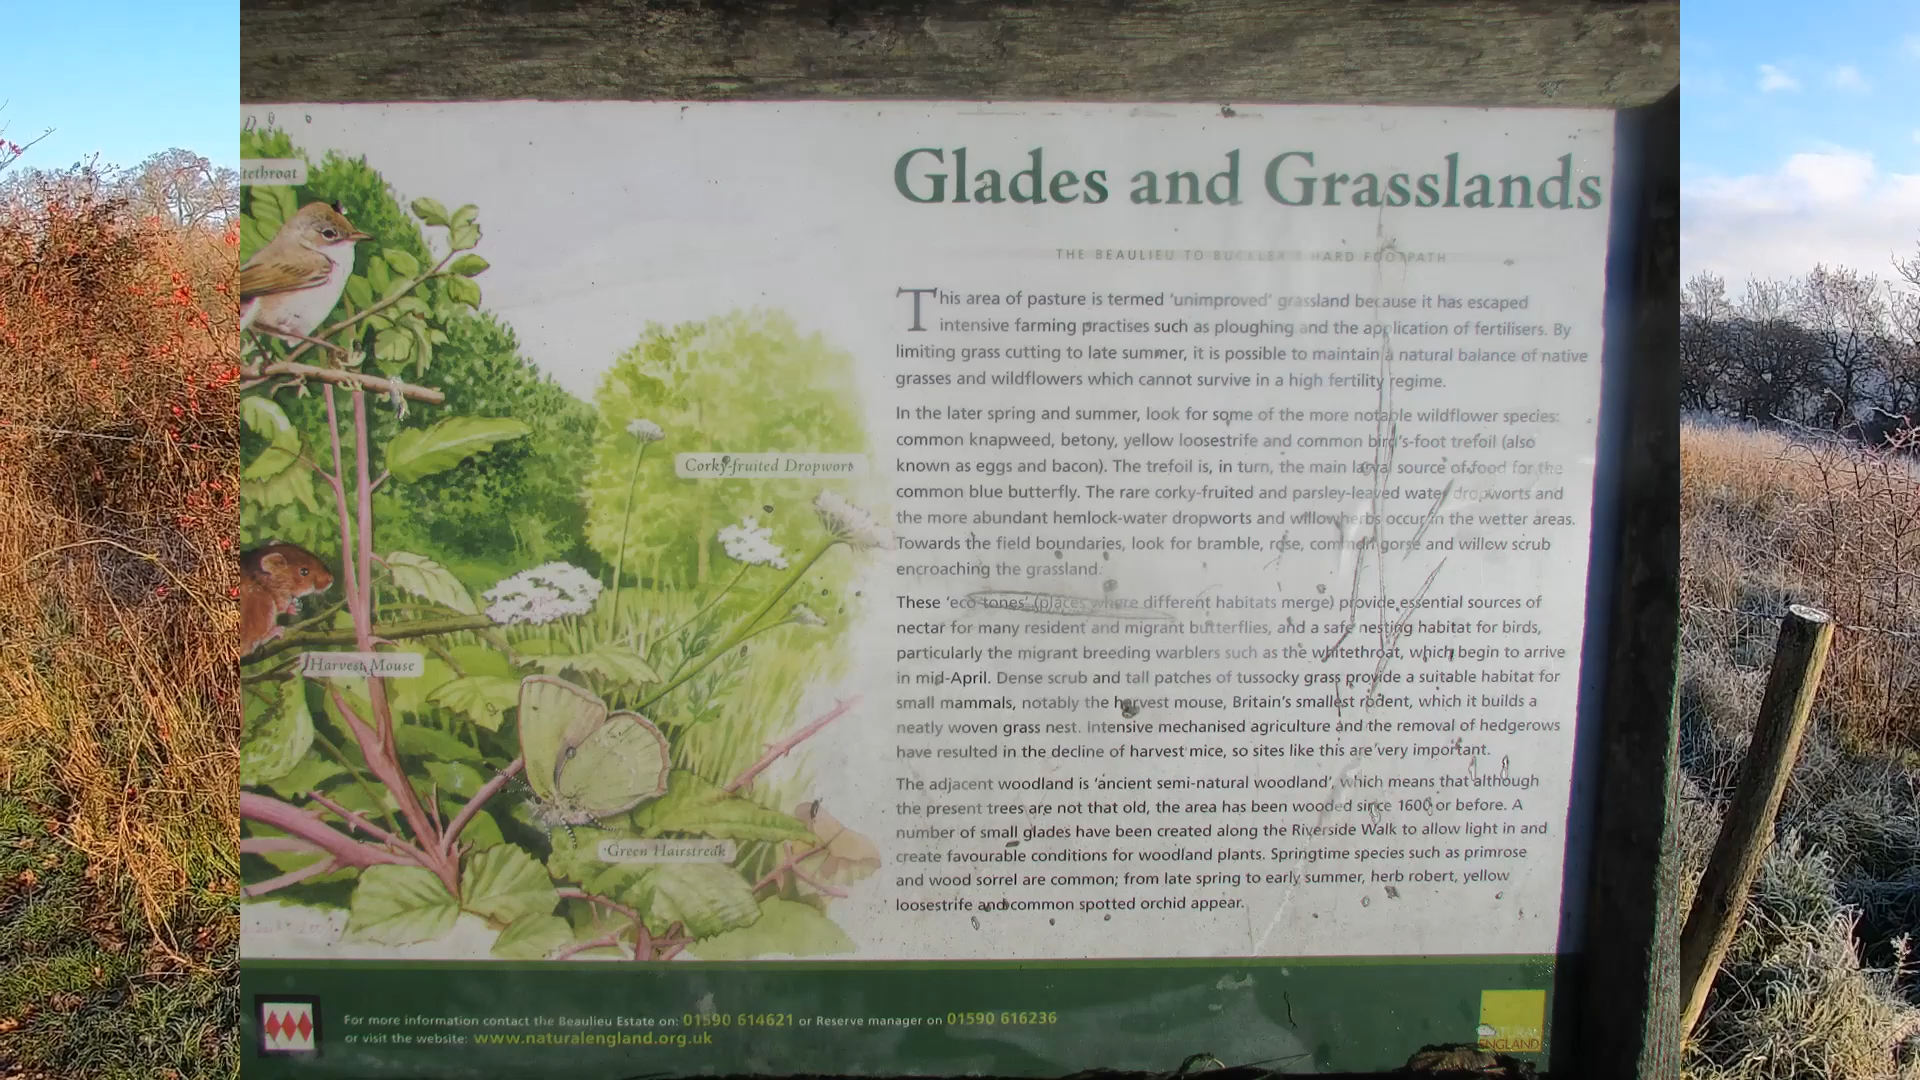 tethroat
Corky-fruited Dropwort
Harvest Mouse
Green Hairstreak
Glades and Grasslands
THE BEAULIEU TO BUCKLER'S HARD FOOTPATH
This area of pasture is termed 'unimproved' grassland because it has escaped
intensive farming practises such as ploughing and the application of fertilisers. By
limiting grass cutting to late summer, it is possible to maintain a natural balance of native
grasses and wildflowers which cannot survive in a high fertility regime.
In the later spring and summer, look for some of the more notable wildflower species:
common knapweed, betony, yellow loosestrife and common bird's-foot trefoil (also
known as eggs and bacon). The trefoil is, in turn, the main larval source of food for the
common blue butterfly. The rare corky-fruited and parsley-leaved water dropworts and
the more abundant hemlock-water dropworts and willowherbs occur in the wetter areas.
Towards the field boundaries, look for bramble, rose, common gorse and willow scrub
encroaching the grassland.
These 'eco-tones' (places where different habitats merge) provide essential sources of
nectar for many resident and migrant butterflies, and a safe nesting habitat for birds,
particularly the migrant breeding warblers such as the whitethroat, which begin to arrive
in mid-April. Dense scrub and tall patches of tussocky grass provide a suitable habitat for
small mammals, notably the harvest mouse, Britain's smallest rodent, which it builds a
neatly woven grass nest. Intensive mechanised agriculture and the removal of hedgerows
have resulted in the decline of harvest mice, so sites like this are very important.
The adjacent woodland is 'ancient semi-natural woodland', which means that although
the present trees are not that old, the area has been wooded since 1600 or before. A
number of small glades have been created along the Riverside Walk to allow light in and
create favourable conditions for woodland plants. Springtime species such as primrose
and wood sorrel are common; from late spring to early summer, herb robert, yellow
loosestrife and common spotted orchid appear.
For more information contact the Beaulieu Estate on: 01590 614621 or Reserve manager on 01590 616236
or visit the website: www.naturalengland.org.uk
NATURAL
ENGLAND